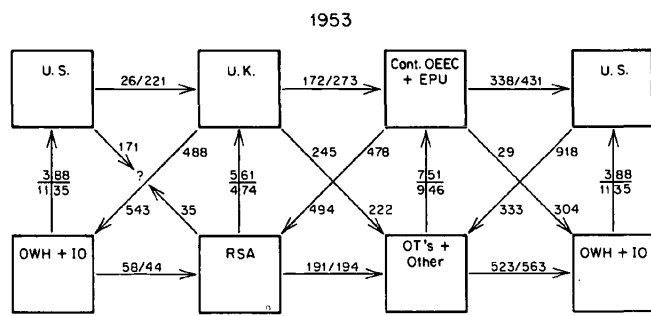 1953
U. S.
26/221
U. K.
172/273
Cont. OEEC
+ EPU
338/431
U. S.
171
?
488
245
478
29
918
3|88
11|35
5|61
4|74
7|51
9|46
3|88
11|35
543
35
222
494
304
333
OWH + IO
58/44
RSA
191/194
OT's +
Other
523/563
OWH + IO
n